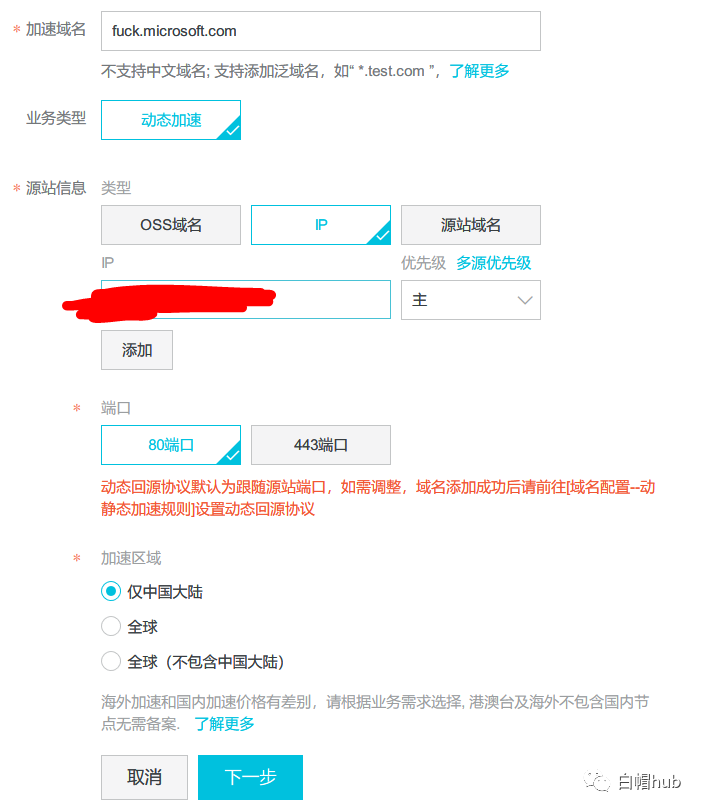 * 加速域名 fuck.microsoft.com
不支持中文域名; 支持添加泛域名，如“ *.test.com ”，了解更多
业务类型 动态加速
* 源站信息 类型
OSS域名 IP 源站域名
IP 优先级 多源优先级
主
添加
* 端口
80端口 443端口
动态回源协议默认为跟随源站端口，如需调整，域名添加成功后请前往[域名配置--动
静态加速规则]设置动态回源协议
* 加速区域
仅中国大陆
全球
全球（不包含中国大陆）
海外加速和国内加速价格有差别，请根据业务需求选择, 港澳台及海外不包含国内节
点无需备案. 了解更多
取消 下一步
白帽hub